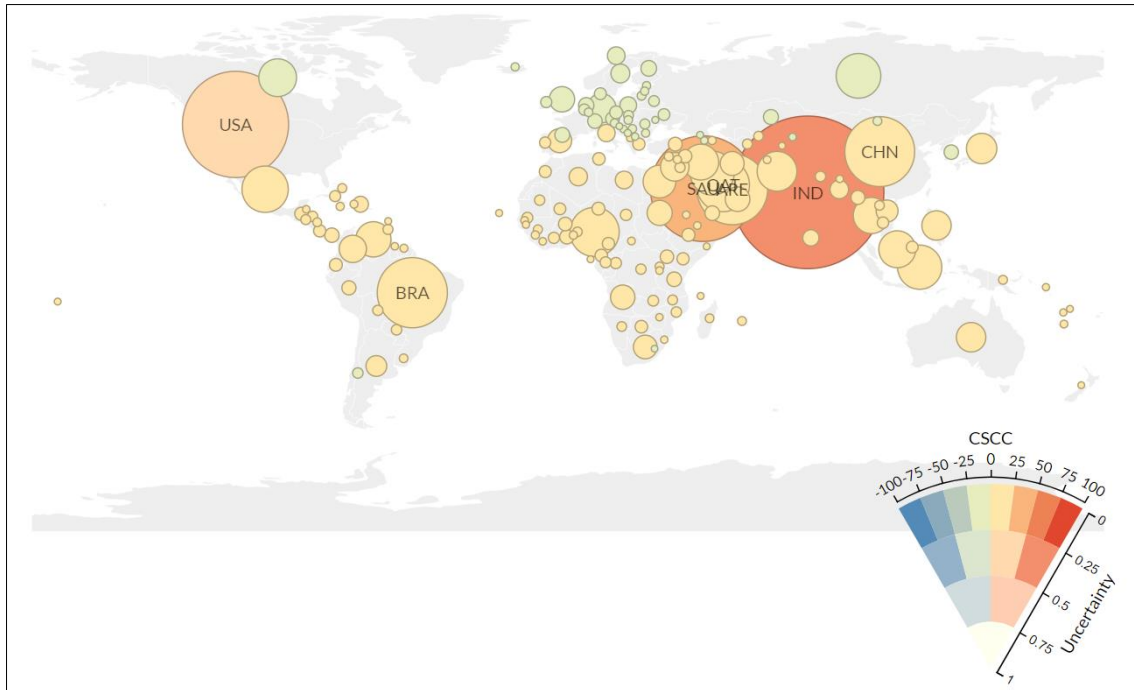 USA
CHN
SAU
QAT
ARE
IND
BRA
CSCC
-100
-75
-50
-25
0
25
50
75
100
0
0.25
0.5
0.75
1
Uncertainty